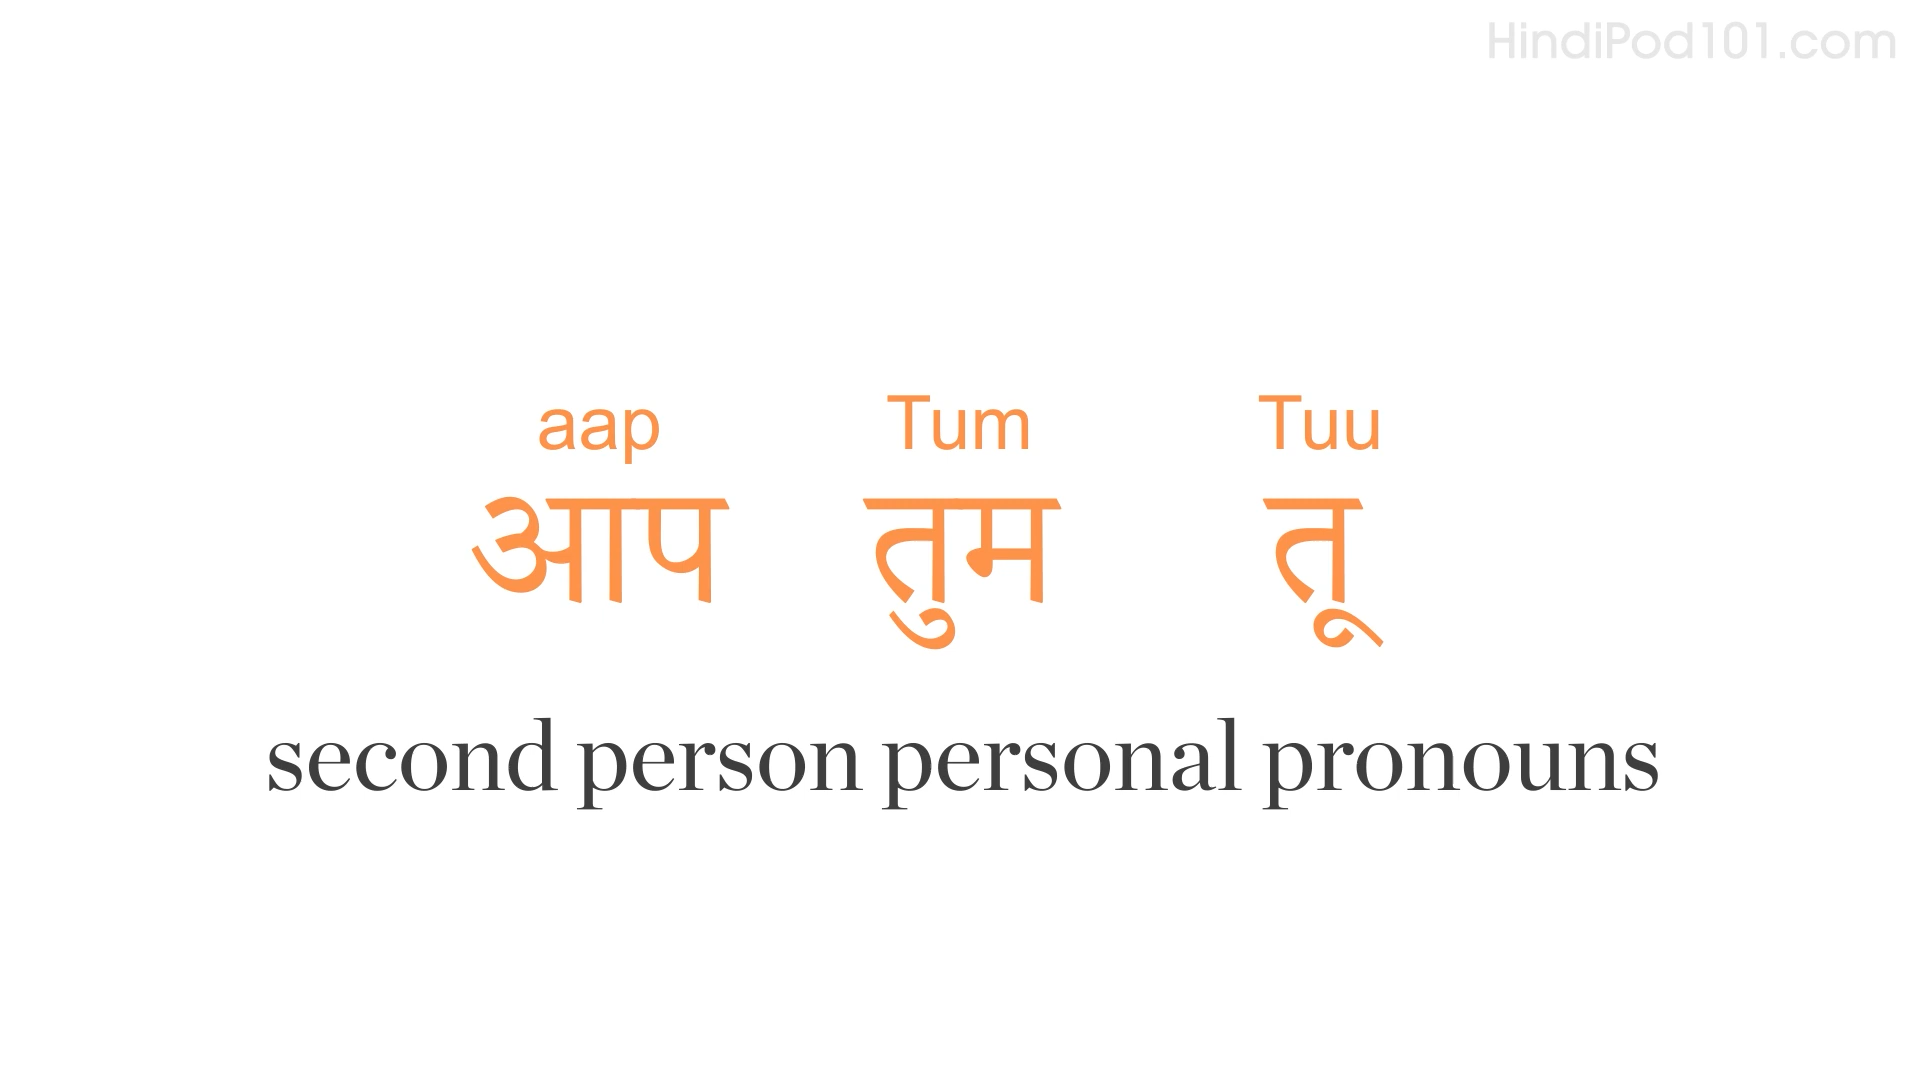 HindiPod101.com
aap Tum Tuu
आप तुम तू
second person personal pronouns